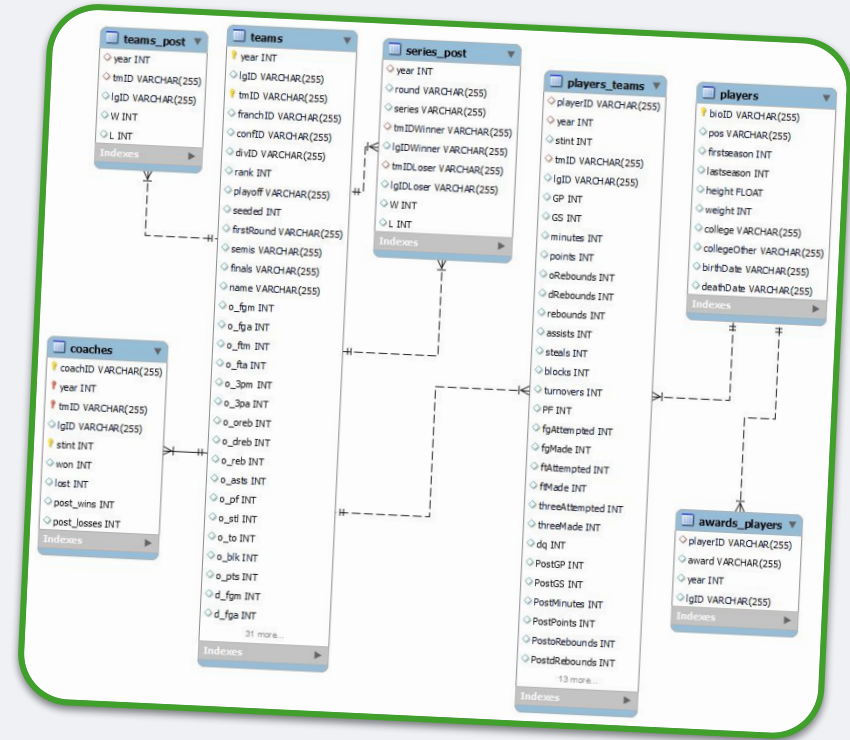 teams_post
year INT
tmID VARCHAR(255)
lgID VARCHAR(255)
W INT
L INT
Indexes
teams
year INT
lgID VARCHAR(255)
tmID VARCHAR(255)
franchID VARCHAR(255)
confID VARCHAR(255)
divID VARCHAR(255)
rank INT
playoff VARCHAR(255)
seeded INT
firstRound VARCHAR(255)
semis VARCHAR(255)
finals VARCHAR(255)
name VARCHAR(255)
o_fgm INT
o_fga INT
o_ftm INT
o_fta INT
o_3pm INT
o_3pa INT
o_oreb INT
o_dreb INT
o_reb INT
o_asts INT
o_pf INT
o_stl INT
o_to INT
o_blk INT
o_pts INT
d_fgm INT
d_fga INT
31 more...
Indexes
series_post
year INT
round VARCHAR(255)
series VARCHAR(255)
tmIDWinner VARCHAR(255)
lgIDWinner VARCHAR(255)
tmIDLoser VARCHAR(255)
lgIDLoser VARCHAR(255)
W INT
L INT
Indexes
players_teams
playerID VARCHAR(255)
year INT
stint INT
tmID VARCHAR(255)
lgID VARCHAR(255)
GP INT
GS INT
minutes INT
points INT
oRebounds INT
dRebounds INT
rebounds INT
assists INT
steals INT
blocks INT
turnovers INT
PF INT
fgAttempted INT
fgMade INT
ftAttempted INT
ftMade INT
threeAttempted INT
threeMade INT
dq INT
PostGP INT
PostGS INT
PostMinutes INT
PostPoints INT
PostoRebounds INT
PostdRebounds INT
13 more...
Indexes
players
bioID VARCHAR(255)
pos VARCHAR(255)
firstseason INT
lastseason INT
height FLOAT
weight INT
college VARCHAR(255)
collegeOther VARCHAR(255)
birthDate VARCHAR(255)
deathDate VARCHAR(255)
Indexes
coaches
coachID VARCHAR(255)
year INT
tmID VARCHAR(255)
lgID VARCHAR(255)
stint INT
won INT
lost INT
post_wins INT
post_losses INT
Indexes
awards_players
playerID VARCHAR(255)
award VARCHAR(255)
year INT
lgID VARCHAR(255)
Indexes